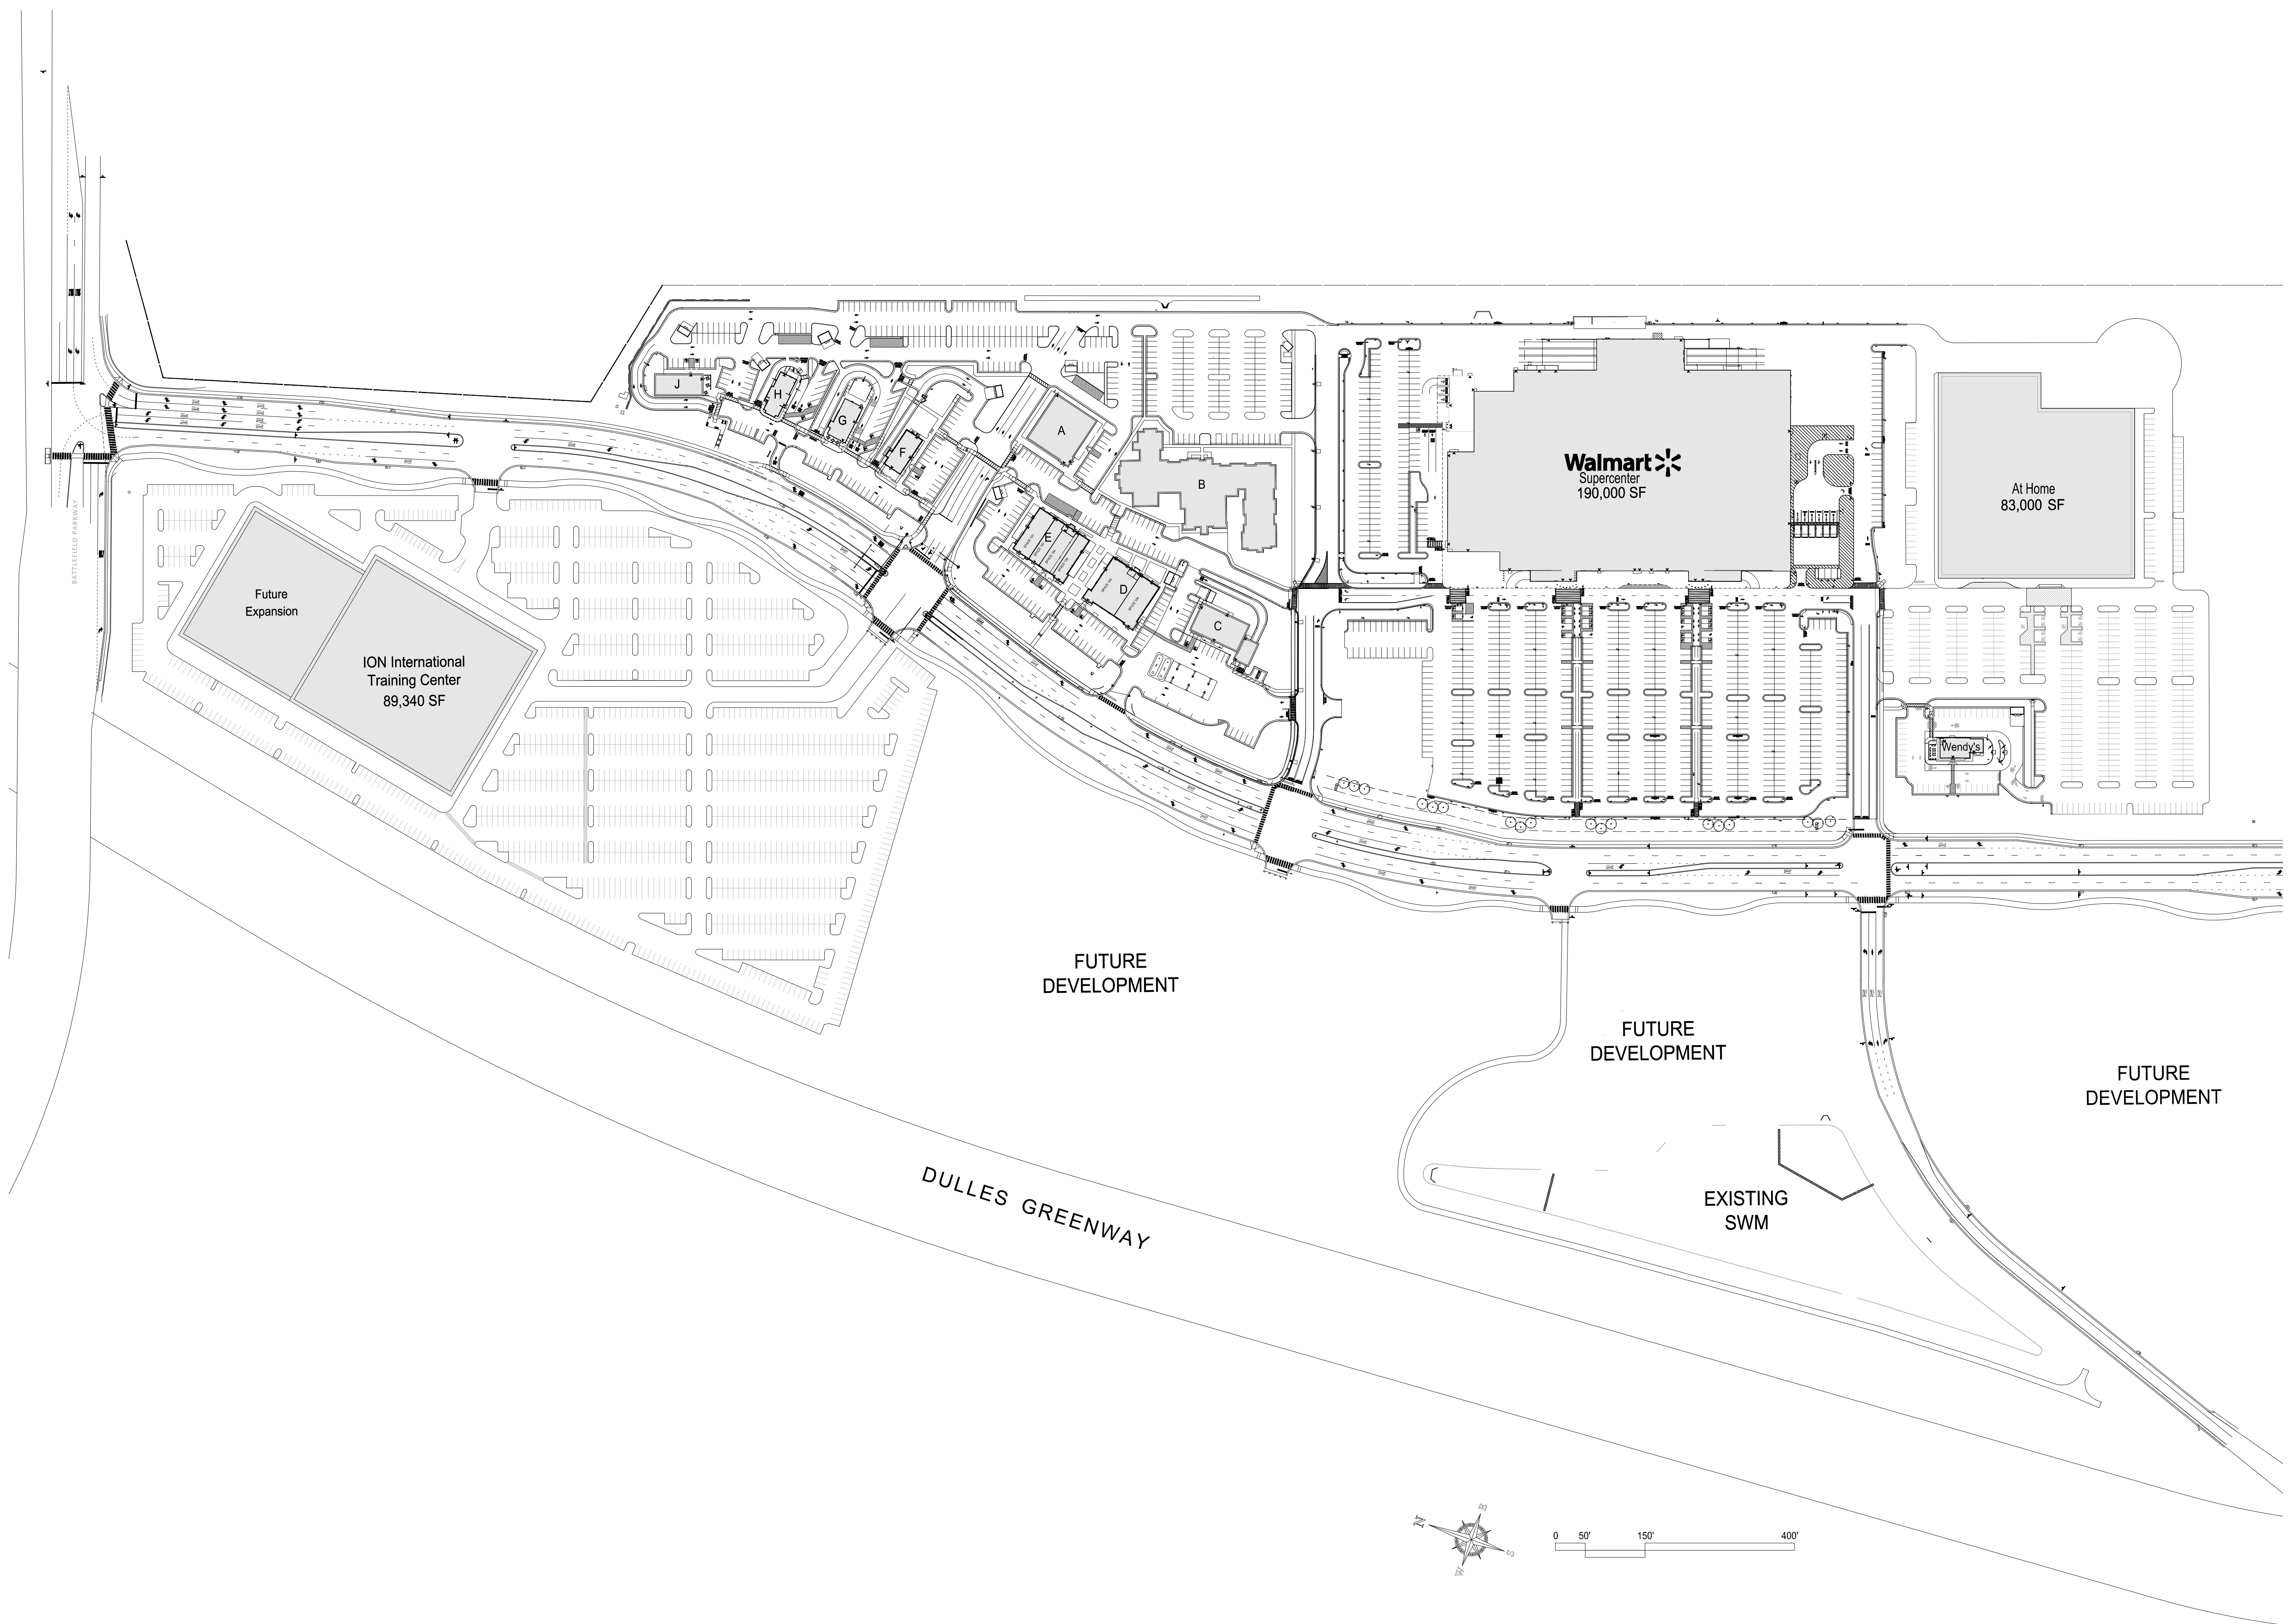 J
H
G
F
A
B
E
D
C
Walmart
Supercenter
190,000 SF
At Home
83,000 SF
BATTLEFIELD PARKWAY
Future
Expansion
ION International
Training Center
89,340 SF
Wendy's
FUTURE
DEVELOPMENT
FUTURE
DEVELOPMENT
FUTURE
DEVELOPMENT
DULLES GREENWAY
EXISTING
SWM
N
W
0 50' 150' 400'